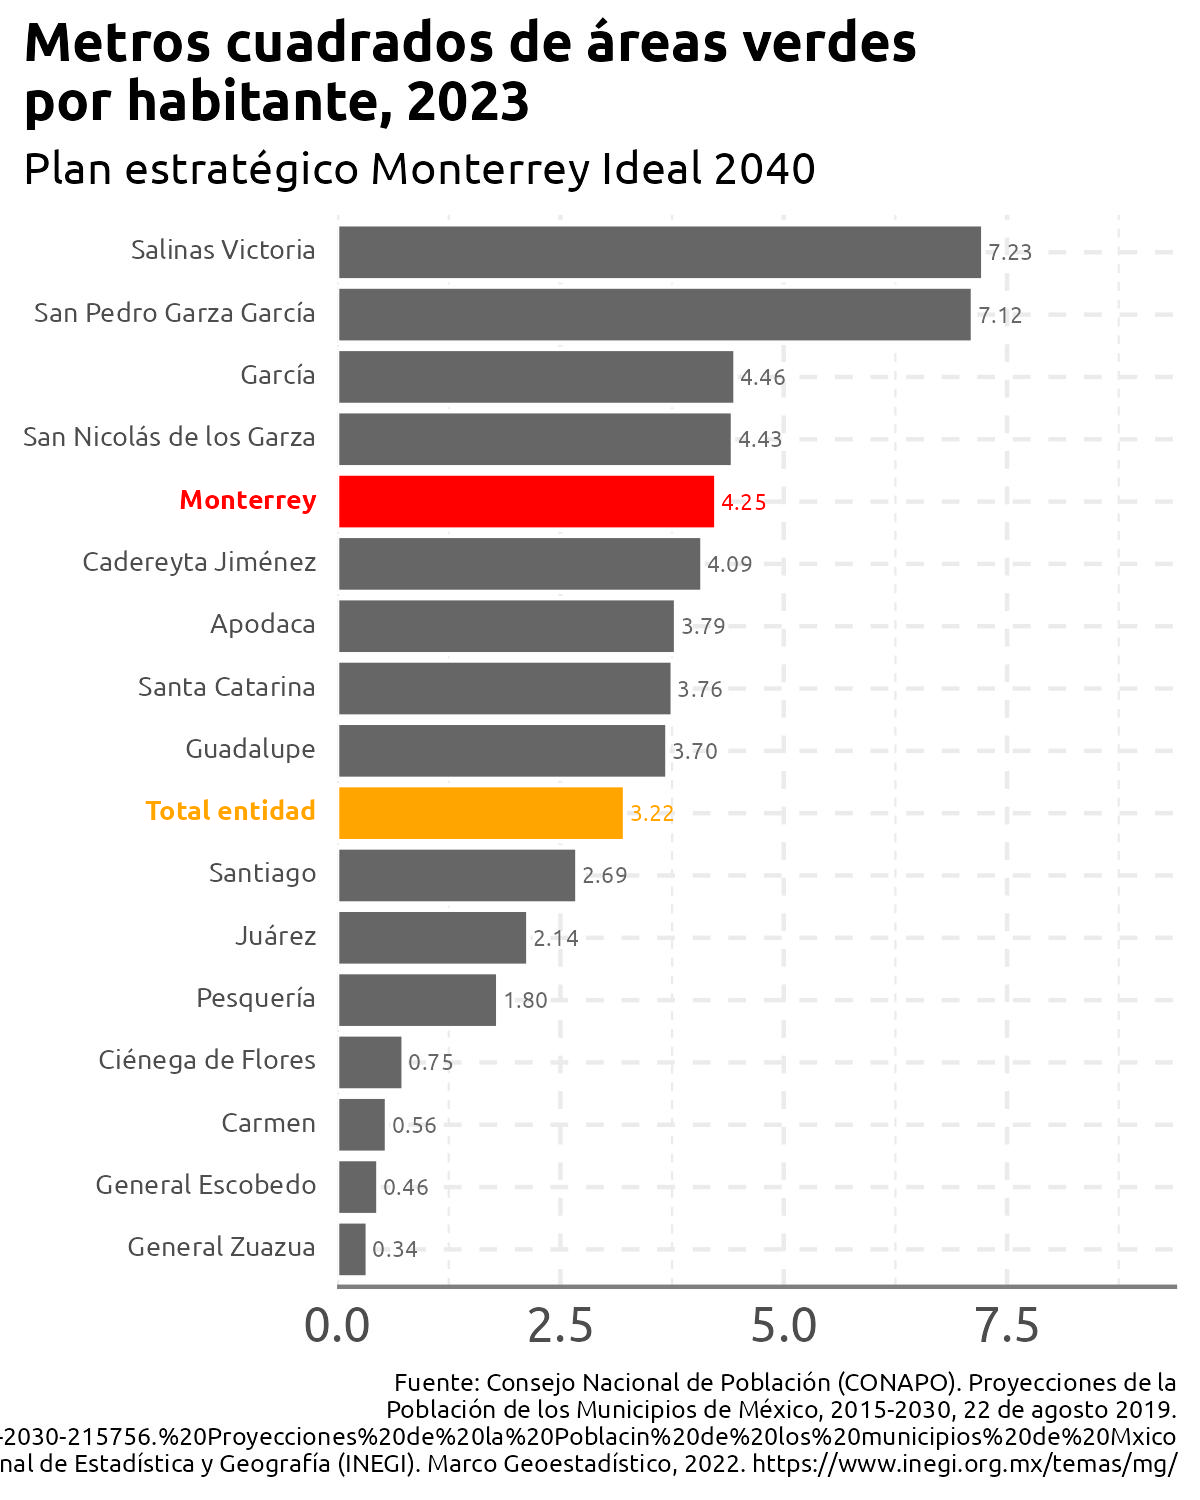 Metros cuadrados de áreas verdes
por habitante, 2023
Plan estratégico Monterrey Ideal 2040
Salinas Victoria 7.23
San Pedro Garza García 7.12
García 4.46
San Nicolás de los Garza 4.43
Monterrey 4.25
Cadereyta Jiménez 4.09
Apodaca 3.79
Santa Catarina 3.76
Guadalupe 3.70
Total entidad 3.22
Santiago 2.69
Juárez 2.14
Pesquería 1.80
Ciénega de Flores 0.75
Carmen 0.56
General Escobedo 0.46
General Zuazua 0.34
0.0 2.5 5.0 7.5
Fuente: Consejo Nacional de Población (CONAPO). Proyecciones de la
Población de los Municipios de México, 2015-2030, 22 de agosto 2019.
-2030-215756.%20Proyecciones%20de%20la%20Poblacin%20de%20los%20municipios%20de%20Mxico
nal de Estadística y Geografía (INEGI). Marco Geoestadístico, 2022. https://www.inegi.org.mx/temas/mg/